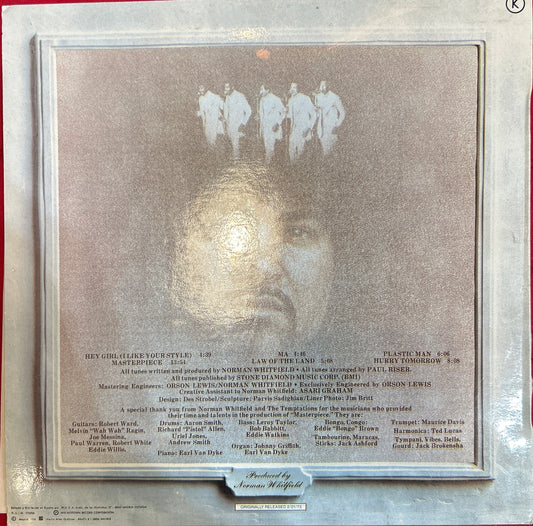 K
HEY GIRL (I LIKE YOUR STYLE) 4:39 MA 4:46 PLASTIC MAN 6:06
MASTERPIECE 13:54 LAW OF THE LAND 5:08 HURRY TOMORROW 8:08
All tunes written and produced by NORMAN WHITFIELD • All tunes arranged by PAUL RISER.
All tunes published by STONE DIAMOND MUSIC CORP. (BMI)
Mastering Engineers: ORSON LEWIS/NORMAN WHITFIELD • Exclusively Engineered by ORSON LEWIS
Creative Assistant to Norman Whitfield: ASARI GRAHAM
Design: Des Strobel/Sculpture: Parvis Sadighian/Liner Photo: Jim Britt
A special thank you from Norman Whitfield and The Temptations for the musicians who provided
their time and talents in the production of "Masterpiece." They are:
Guitars: Robert Ward, Drums: Aaron Smith, Bass: Leroy Taylor, Bongo, Congo: Trumpet: Maurice Davis
Melvin "Wah Wah" Ragin, Richard "Pistol" Allen, Bob Babbitt, Eddie "Bongo" Brown Harmonica: Ted Lucas
Joe Messina, Uriel Jones, Eddie Watkins Tambourine, Maracas, Tympani, Vibes, Bells,
Paul Warren, Robert White Andrew Smith Organ: Johnny Griffith, Sticks: Jack Ashford Gourd: Jack Brokensha
Eddie Willis, Piano: Earl Van Dyke Earl Van Dyke
Produced by
Norman Whitfield
ORIGINALLY RELEASED 2/21/73